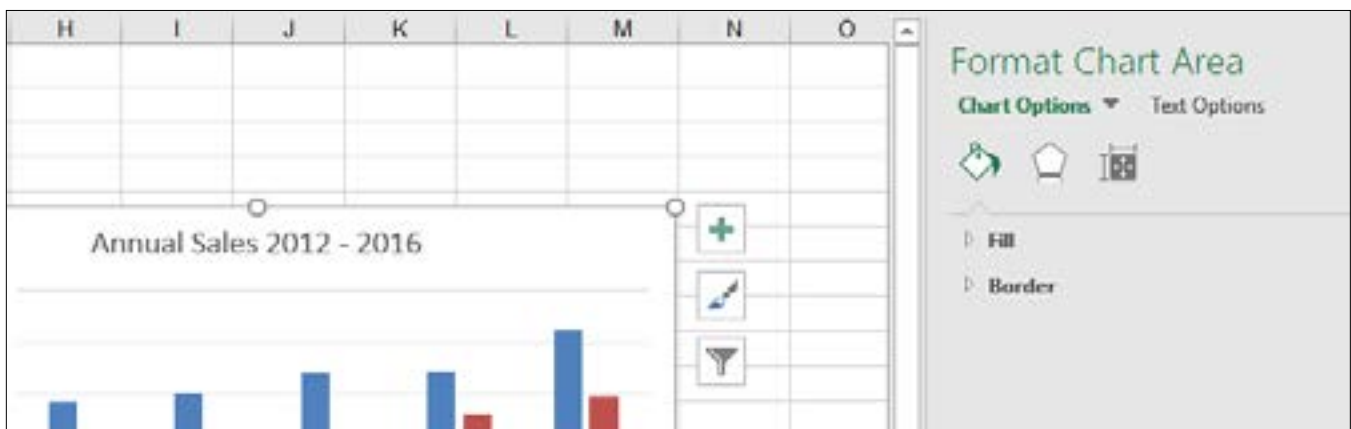 H I J K L M N O
Format Chart Area
Chart Options Text Options
Annual Sales 2012 - 2016
Fill
Border